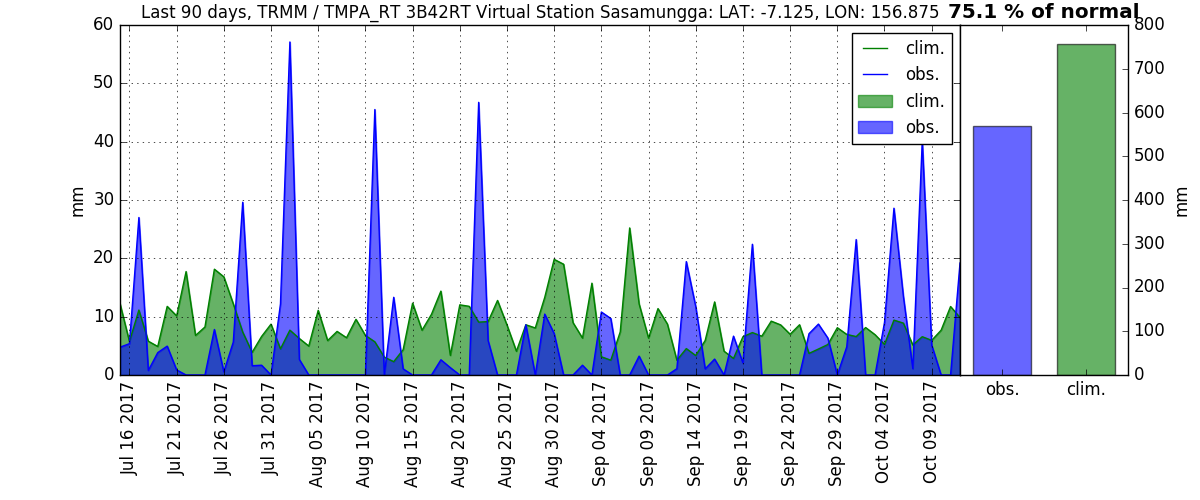 Last 90 days, TRMM / TMPA_RT 3B42RT Virtual Station Sasamungga: LAT: -7.125, LON: 156.875 75.1 % of normal
clim.
obs.
clim.
obs.
60
50
40
30
20
10
0
mm
Jul 16 2017
Jul 21 2017
Jul 26 2017
Jul 31 2017
Aug 05 2017
Aug 10 2017
Aug 15 2017
Aug 20 2017
Aug 25 2017
Aug 30 2017
Sep 04 2017
Sep 09 2017
Sep 14 2017
Sep 19 2017
Sep 24 2017
Sep 29 2017
Oct 04 2017
Oct 09 2017
800
700
600
500
400
300
200
100
0
mm
obs.
clim.